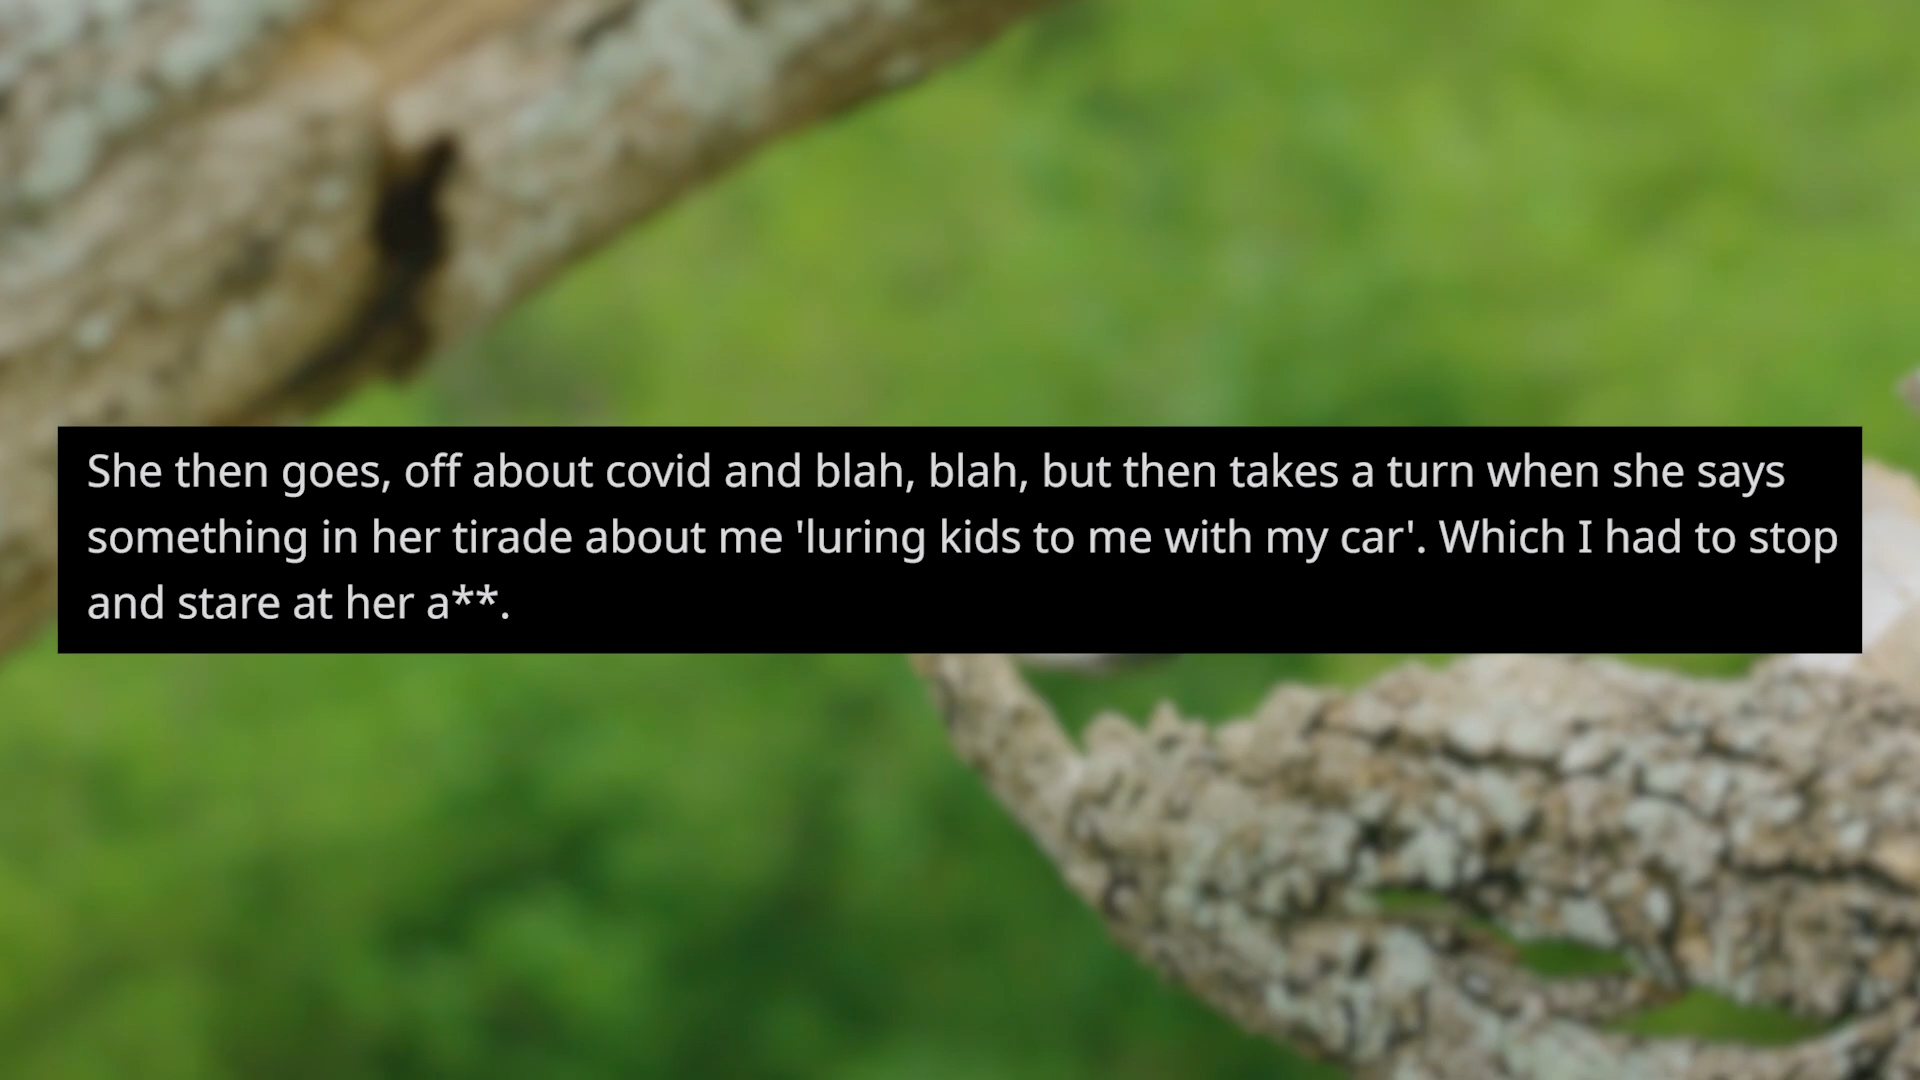 She then goes, off about covid and blah, blah, but then takes a turn when she says
something in her tirade about me 'luring kids to me with my car'. Which I had to stop
and stare at her a**.